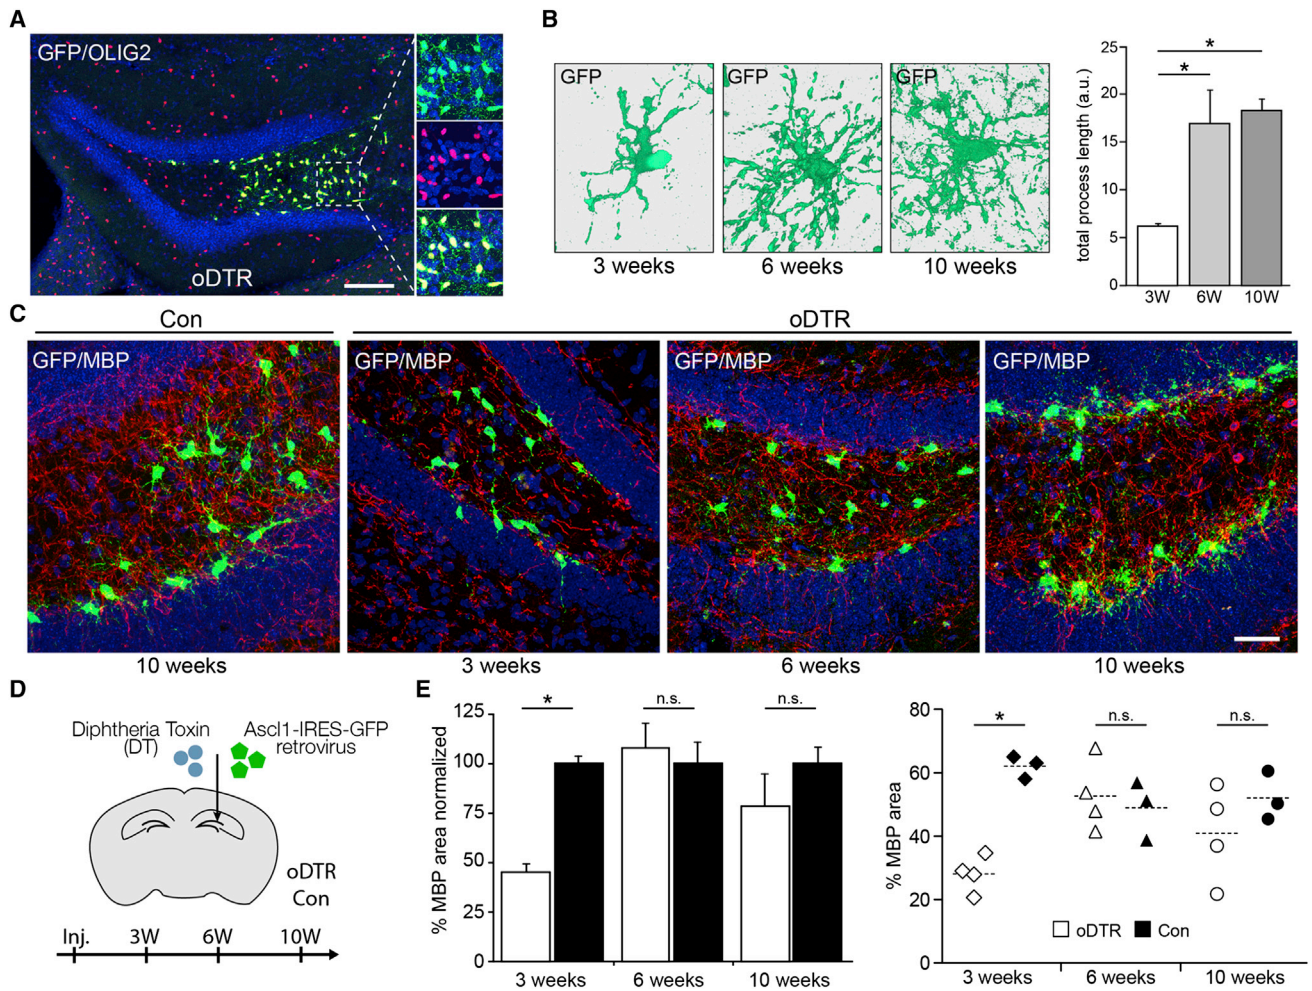 A
GFP/OLIG2
oDTR
B
GFP
GFP
GFP
3 weeks
6 weeks
10 weeks
total process length (a.u.)
25
20
15
10
5
0
*
*
3W
6W
10W
C
Con
oDTR
GFP/MBP
GFP/MBP
GFP/MBP
GFP/MBP
10 weeks
3 weeks
6 weeks
10 weeks
D
Diphtheria Toxin
(DT)
Ascl1-IRES-GFP
retrovirus
oDTR
Con
Inj.
3W
6W
10W
E
% MBP area normalized
125
100
75
50
25
0
*
n.s.
n.s.
3 weeks
6 weeks
10 weeks
% MBP area
80
60
40
20
0
*
n.s.
n.s.
oDTR
Con
3 weeks
6 weeks
10 weeks